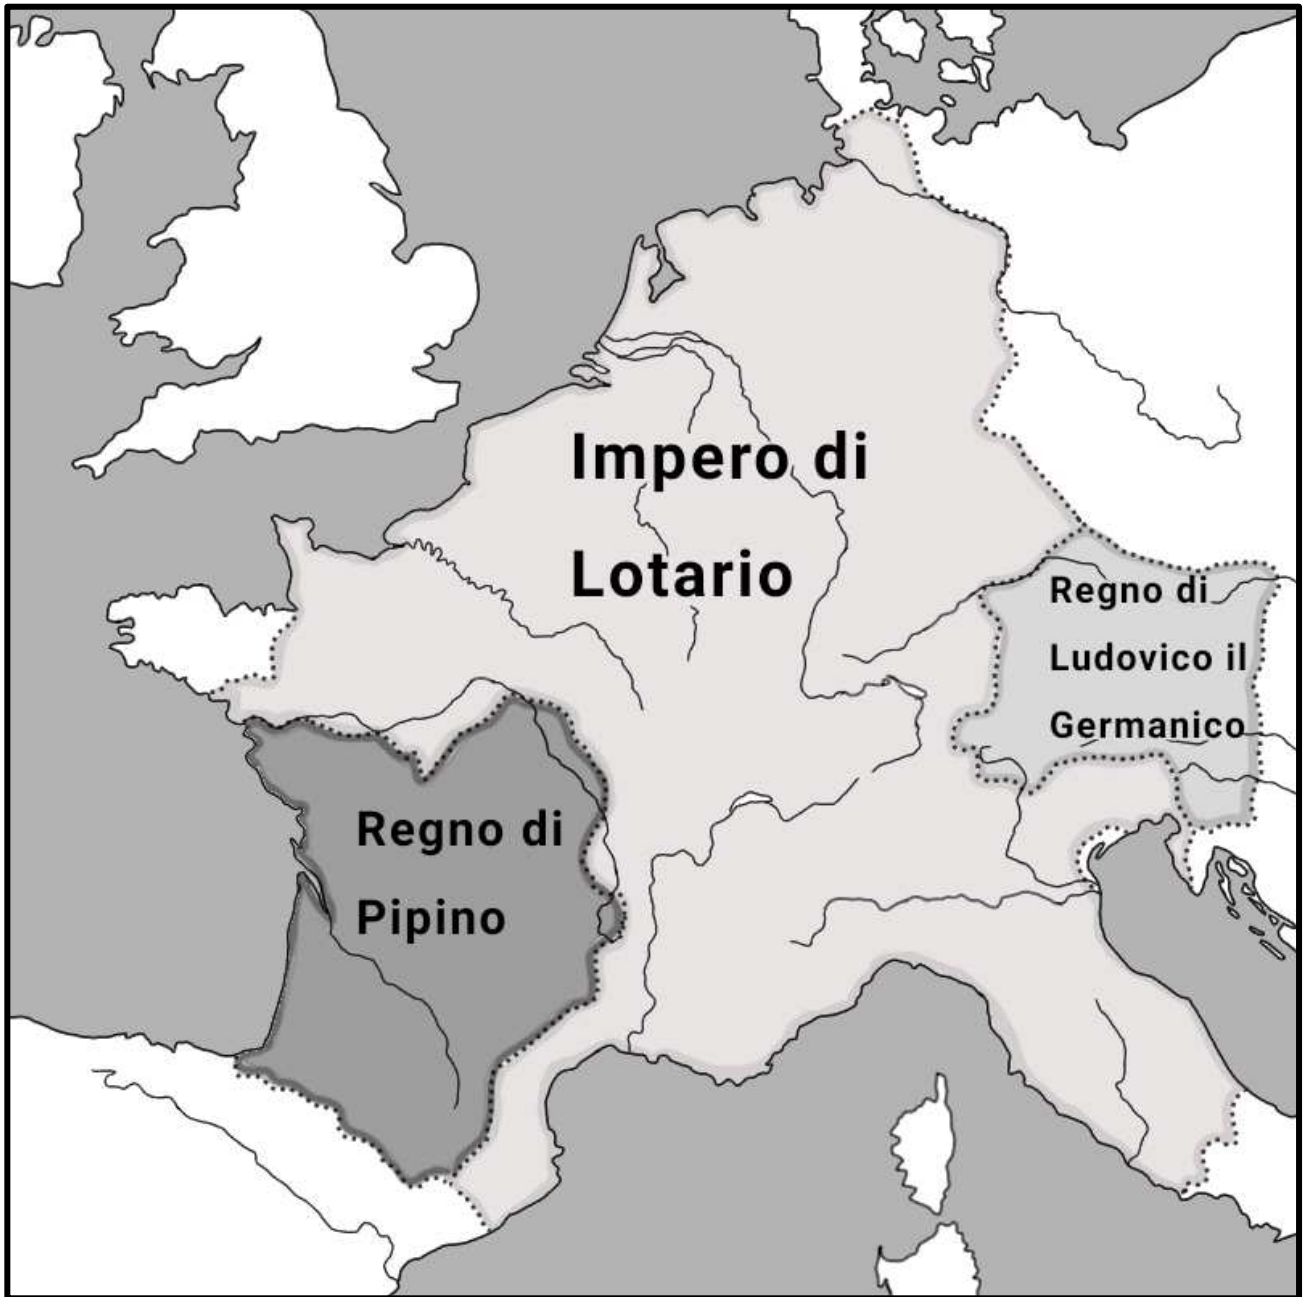 Impero di
Lotario
Regno di
Ludovico il
Germanico
Regno di
Pipino